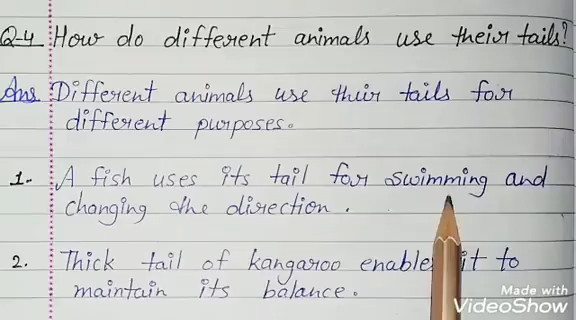 Q-4 How do different animals use their tails?
Ans Different animals use their tails for
different purposes.
1. A fish uses its tail for swimming and
changing the direction.
2. Thick tail of kangaroo enable it to
maintain its balance.
Made with
VideoShow